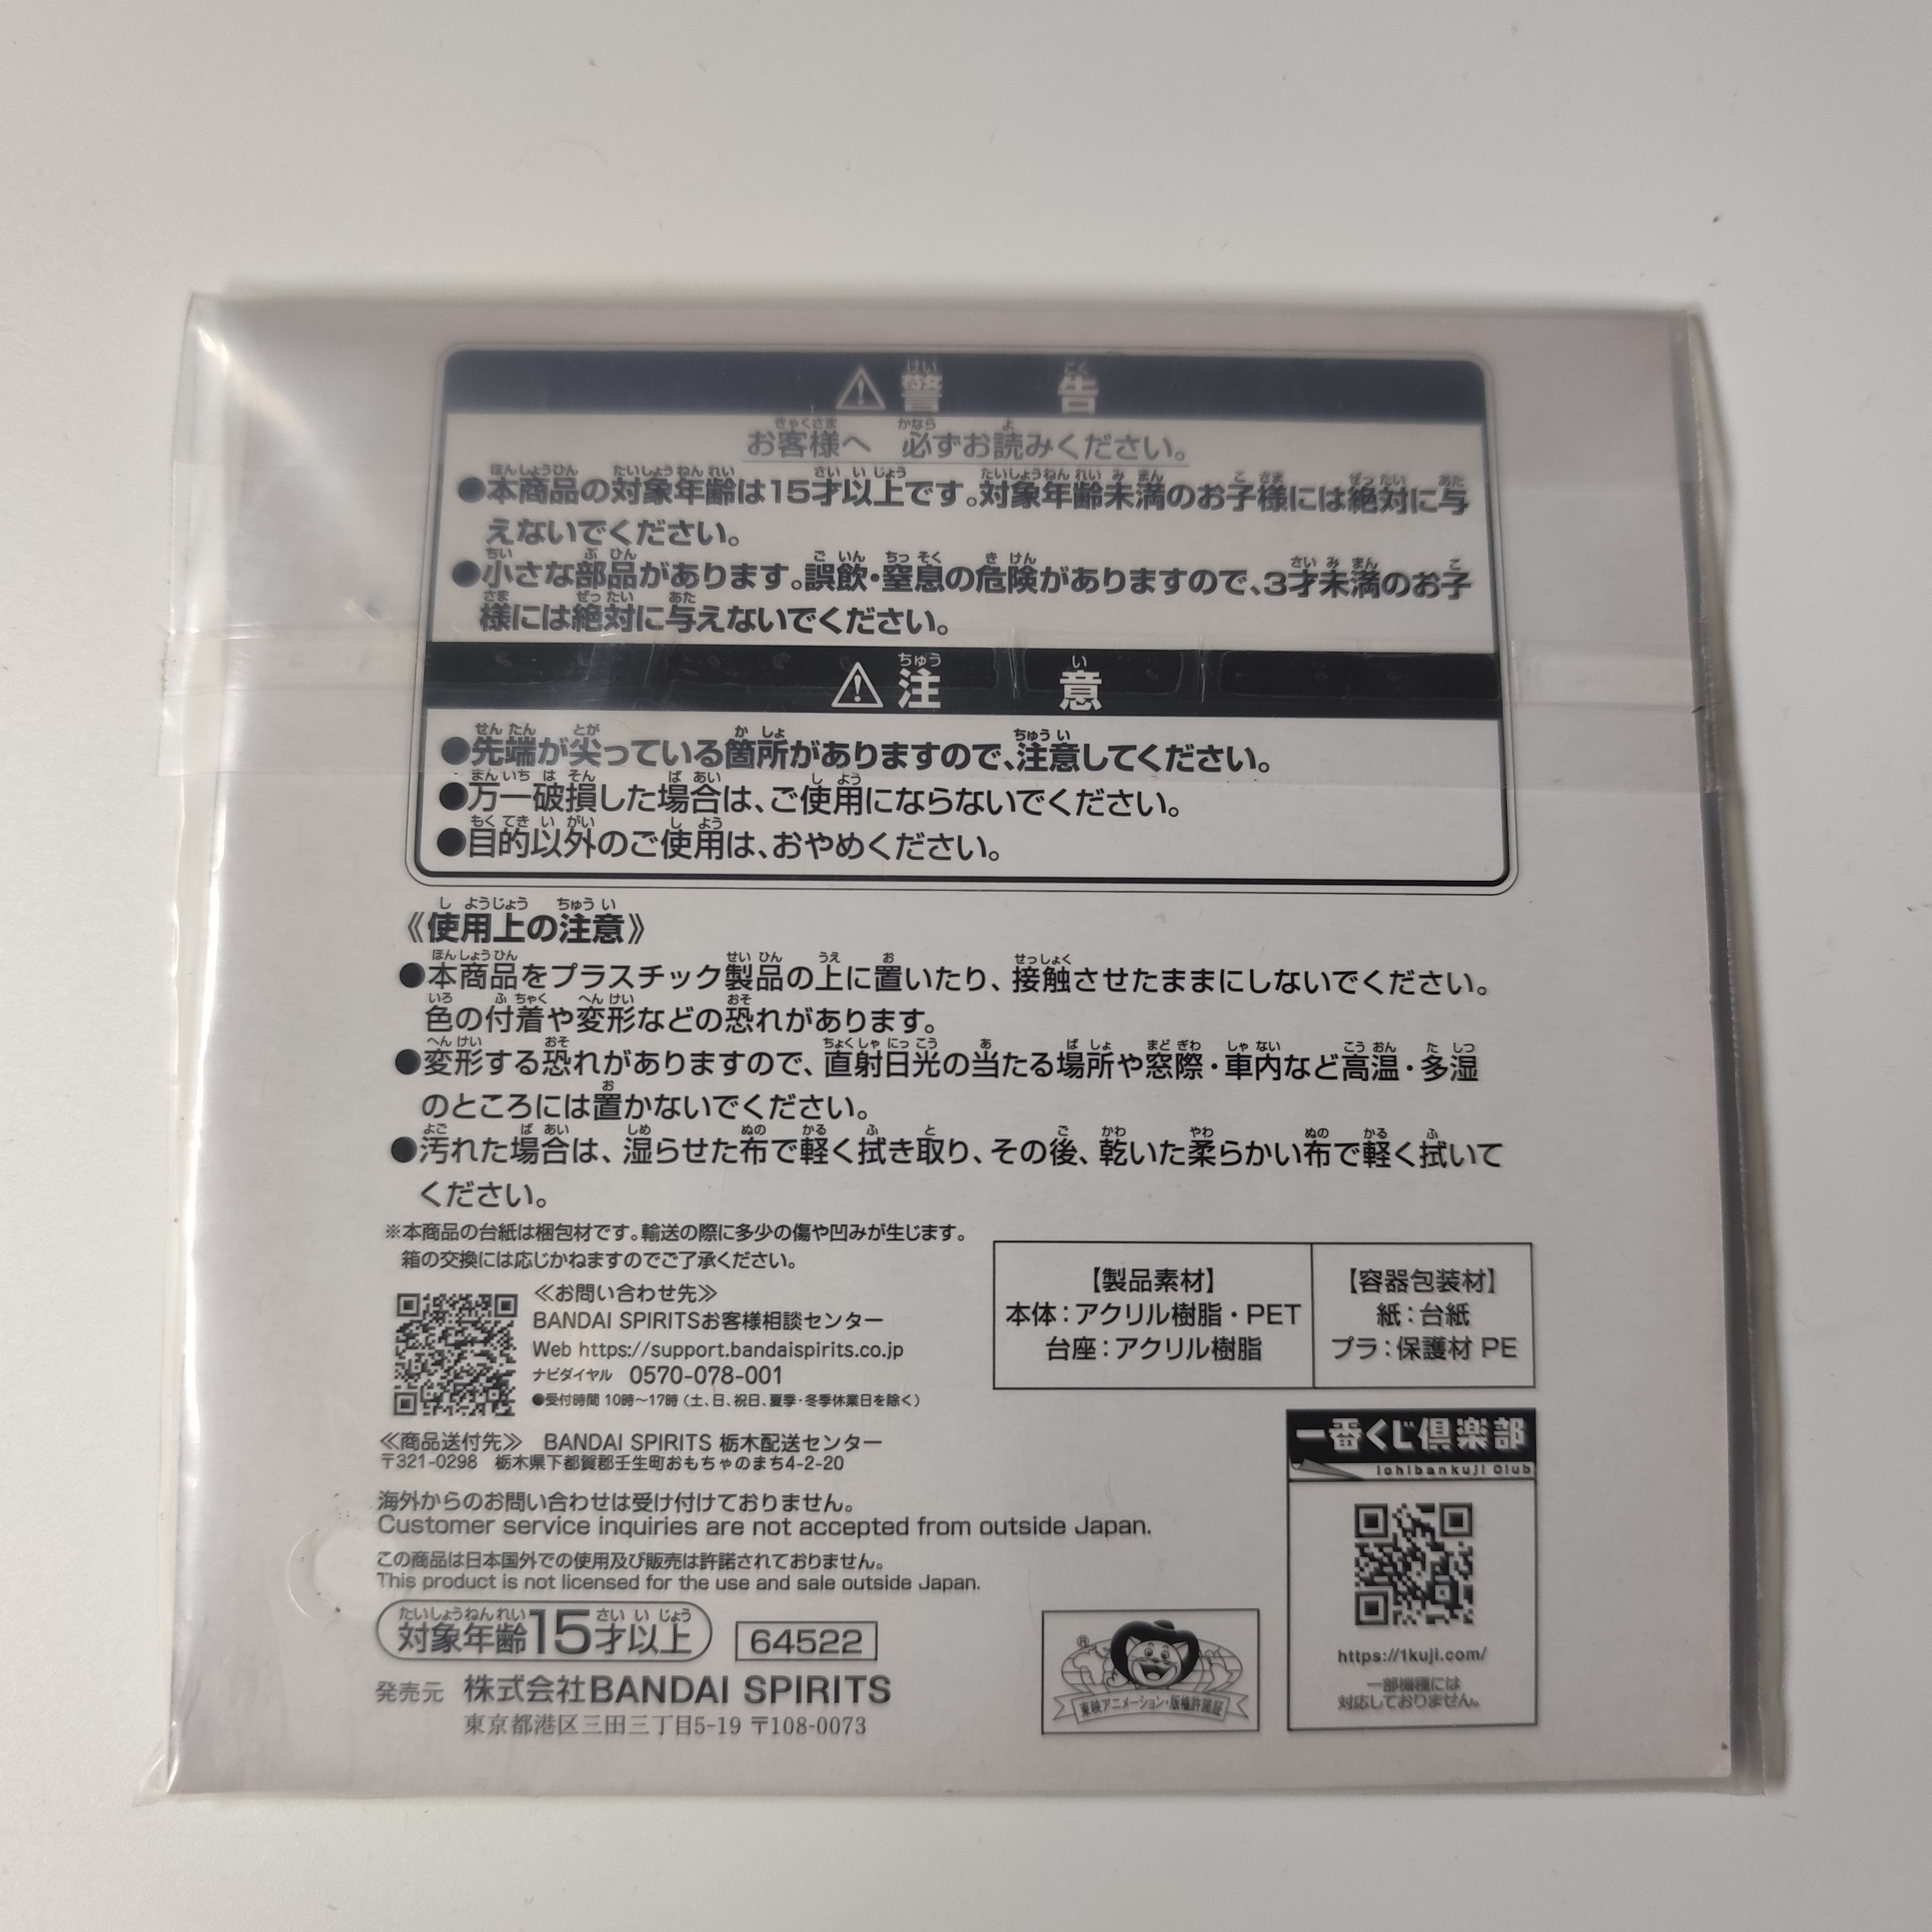 ⚠ 警告
お客様へ 必ずお読みください。
●本商品の対象年齢は15才以上です。対象年齢未満のお子様には絶対に与
えないでください。
●小さな部品があります。誤飲・窒息の危険がありますので、3才未満のお子
様には絶対に与えないでください。
⚠ 注意
●先端が尖っている箇所がありますので、注意してください。
●万一破損した場合は、ご使用にならないでください。
●目的以外のご使用は、おやめください。
《使用上の注意》
●本商品をプラスチック製品の上に置いたり、接触させたままにしないでください。
色の付着や変形などの恐れがあります。
●変形する恐れがありますので、直射日光の当たる場所や窓際・車内など高温・多湿
のところには置かないでください。
●汚れた場合は、湿らせた布で軽く拭き取り、その後、乾いた柔らかい布で軽く拭いて
ください。
※本商品の台紙は梱包材です。輸送の際に多少の傷や凹みが生じます。
箱の交換には応じかねますのでご了承ください。
≪お問い合わせ先≫
BANDAI SPIRITSお客様相談センター
Web https://support.bandaispirits.co.jp
ナビダイヤル 0570-078-001
●受付時間 10時～17時(土、日、祝日、夏季・冬季休業日を除く)
【製品素材】
本体:アクリル樹脂・PET
台座:アクリル樹脂
【容器包装材】
紙:台紙
プラ:保護材 PE
≪商品送付先≫ BANDAI SPIRITS 栃木配送センター
〒321-0298 栃木県下都賀郡壬生町おもちゃのまち4-2-20
海外からのお問い合わせは受け付けておりません。
Customer service inquiries are not accepted from outside Japan.
この商品は日本国外での使用及び販売は許諾されておりません。
This product is not licensed for the use and sale outside Japan.
対象年齢15才以上
64522
発売元 株式会社BANDAI SPIRITS
東京都港区三田三丁目5-19 〒108-0073
®
東映アニメーション・版権許諾証
一番くじ倶楽部
Ichibankuji Club
https://1kuji.com/
一部機種には
対応しておりません。